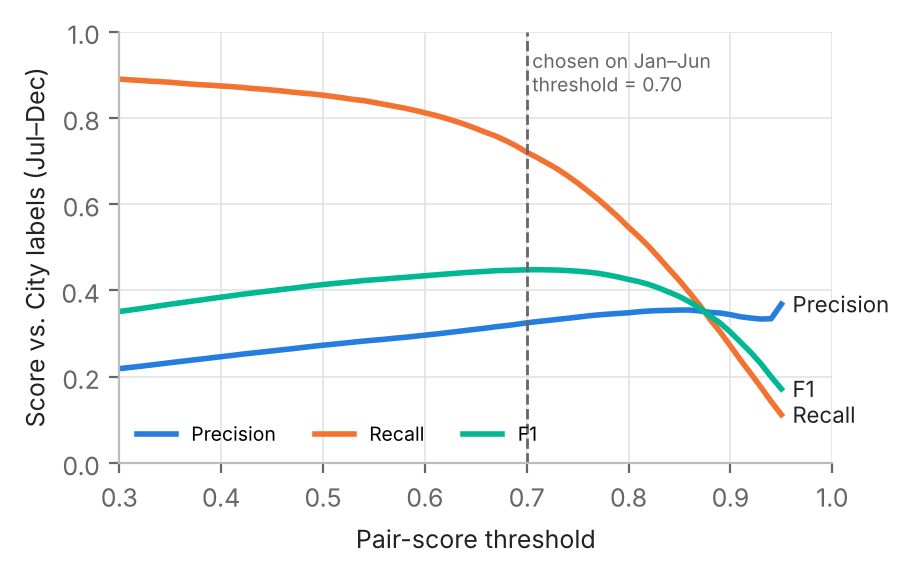 Score vs. City labels (Jul–Dec)
1.0
0.8
0.6
0.4
0.2
0.0
chosen on Jan–Jun
threshold = 0.70
Precision
F1
Recall
Precision Recall F1
0.3 0.4 0.5 0.6 0.7 0.8 0.9 1.0
Pair-score threshold